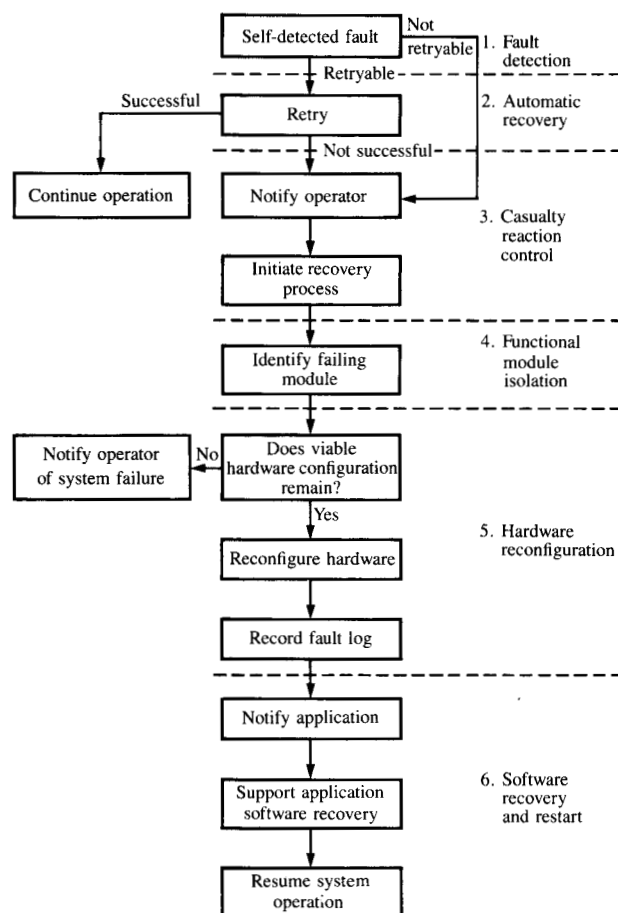 Self-detected fault
Not
retryable
1. Fault
detection
Retryable
Successful
2. Automatic
recovery
Retry
Not successful
Continue operation
Notify operator
3. Casualty
reaction
control
Initiate recovery
process
Identify failing
module
4. Functional
module
isolation
Notify operator
of system failure
No
Does viable
hardware configuration
remain?
Yes
5. Hardware
reconfiguration
Reconfigure hardware
Record fault log
Notify application
Support application
software recovery
6. Software
recovery
and restart
Resume system
operation